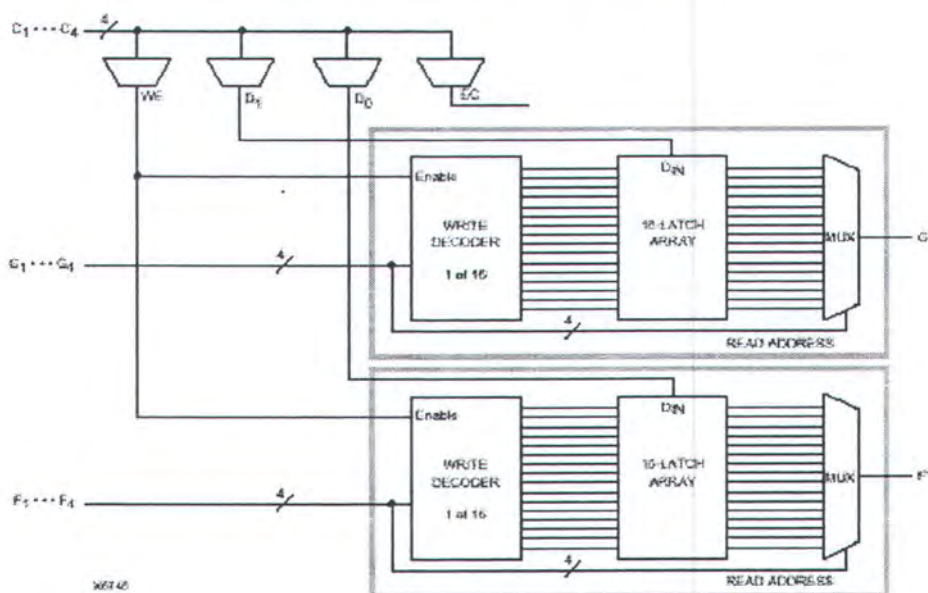 C1 ··· C4
4
WE
D1
D0
EC
Enable
DIN
WRITE
DECODER
1 of 16
16-LATCH
ARRAY
MUX
G
G1 ··· G4
4
4
READ ADDRESS
Enable
DIN
WRITE
DECODER
1 of 16
16-LATCH
ARRAY
MUX
F
F1 ··· F4
4
4
READ ADDRESS